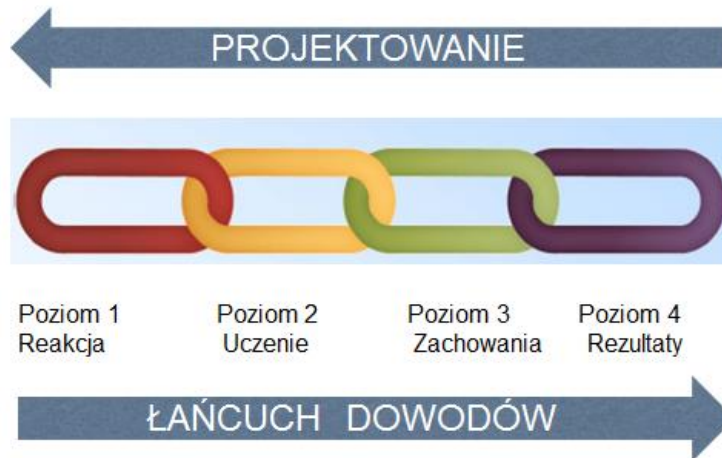 PROJEKTOWANIE
Poziom 1 Poziom 2 Poziom 3 Poziom 4
Reakcja Uczenie Zachowania Rezultaty
ŁAŃCUCH DOWODÓW